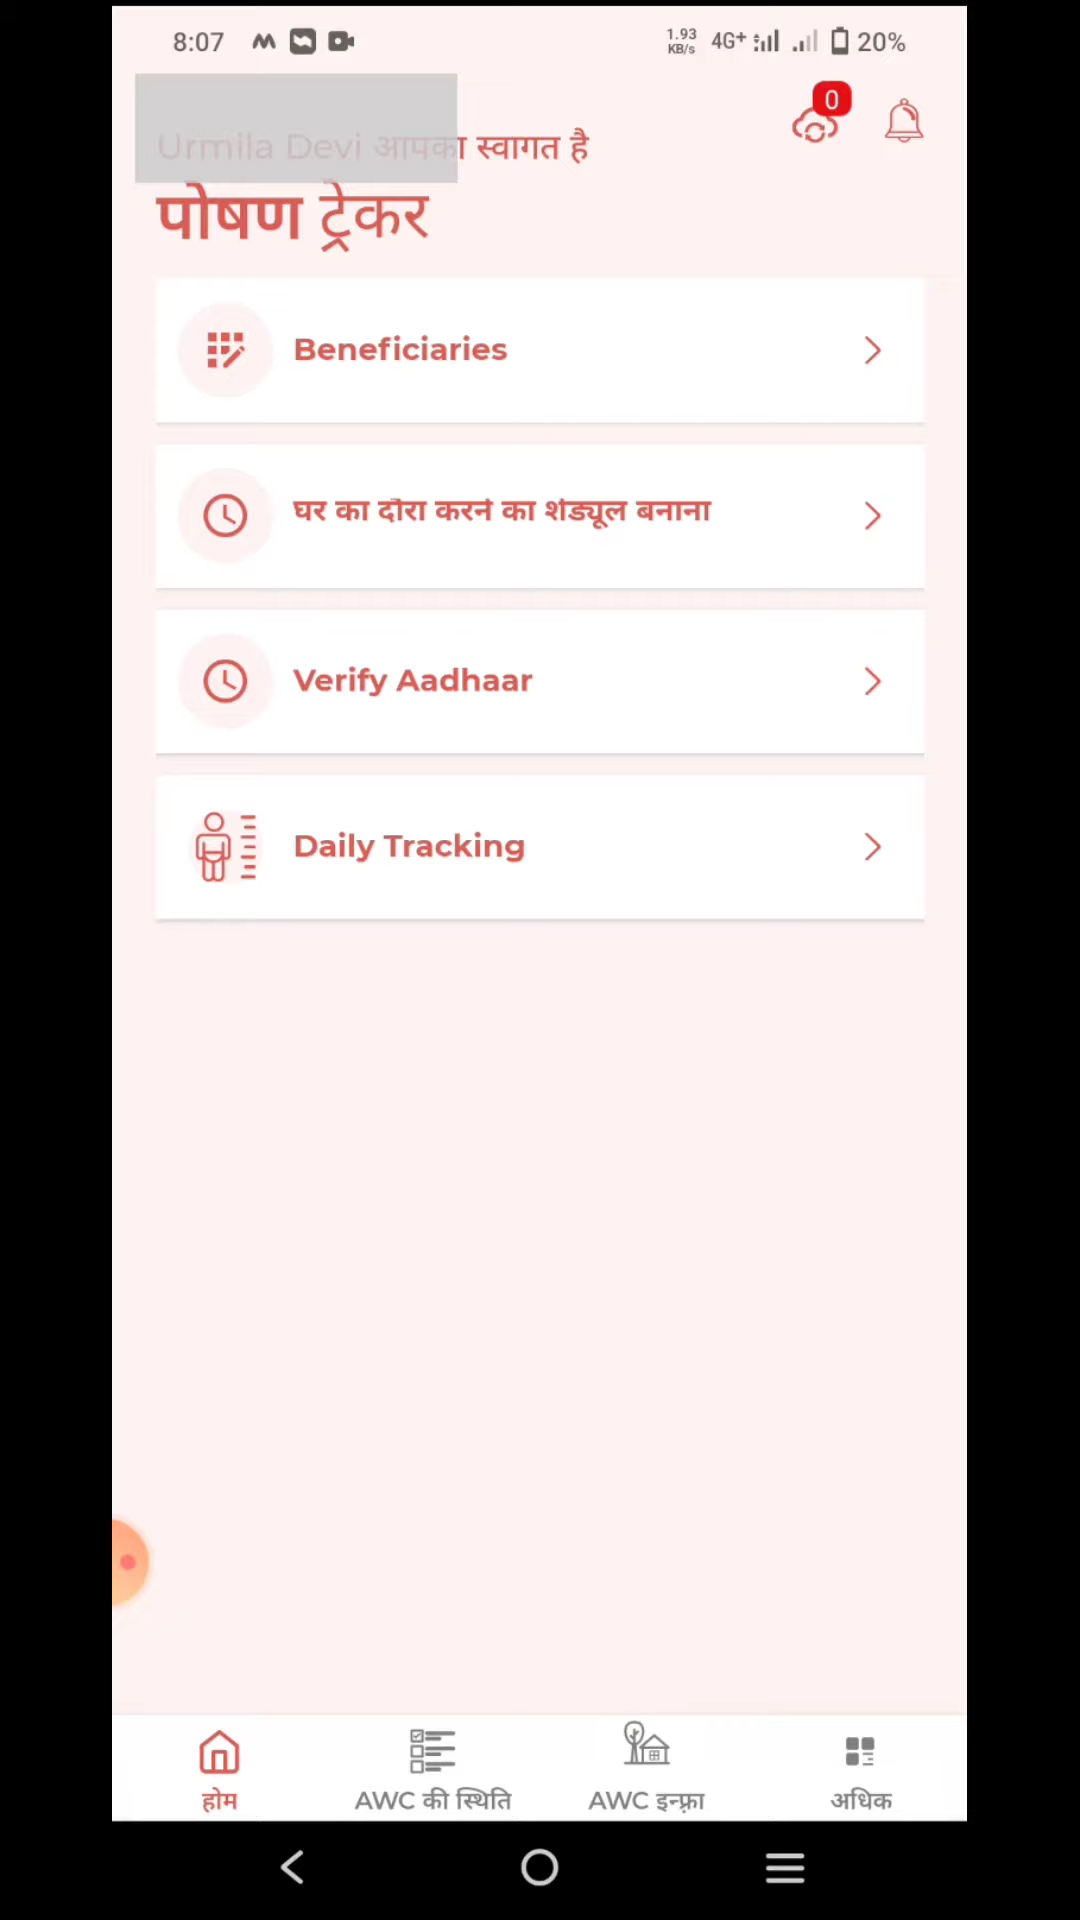 8:07
1.93 KB/s 4G+ 20%
0
Urmila Devi आपका स्वागत है
पोषण ट्रेकर
Beneficiaries
घर का दौरा करने का शेड्यूल बनाना
Verify Aadhaar
Daily Tracking
होम
AWC की स्थिति
AWC इन्फ़्रा
अधिक